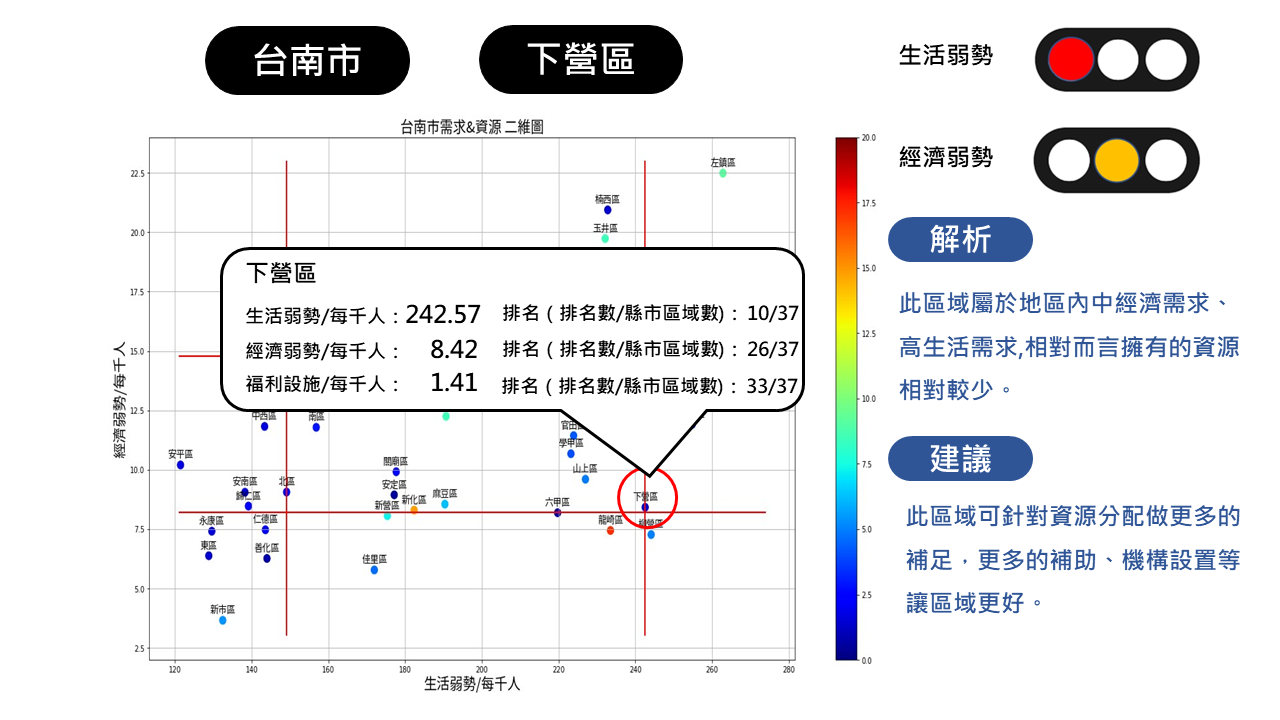 台南市
下營區
生活弱勢
經濟弱勢
台南市需求&資源 二維圖
左鎮區
楠西區
玉井區
下營區
生活弱勢/每千人：242.57 排名（排名數/縣市區域數)： 10/37
經濟弱勢/每千人： 8.42 排名（排名數/縣市區域數)： 26/37
福利設施/每千人： 1.41 排名（排名數/縣市區域數)： 33/37
中西區
南區
官田區
學甲區
安平區
關廟區
山上區
安南區
北區
安定區
歸仁區
新營區
新化區
麻豆區
六甲區
下營區
永康區
仁德區
龍崎區
柳營區
東區
善化區
佳里區
新市區
22.5
20.0
17.5
15.0
12.5
10.0
7.5
5.0
2.5
經濟弱勢/每千人
120 140 160 180 200 220 240 260 280
生活弱勢/每千人
20.0
17.5
15.0
12.5
10.0
7.5
5.0
2.5
0.0
解析
此區域屬於地區內中經濟需求、
高生活需求,相對而言擁有的資源
相對較少。
建議
此區域可針對資源分配做更多的
補足，更多的補助、機構設置等
讓區域更好。